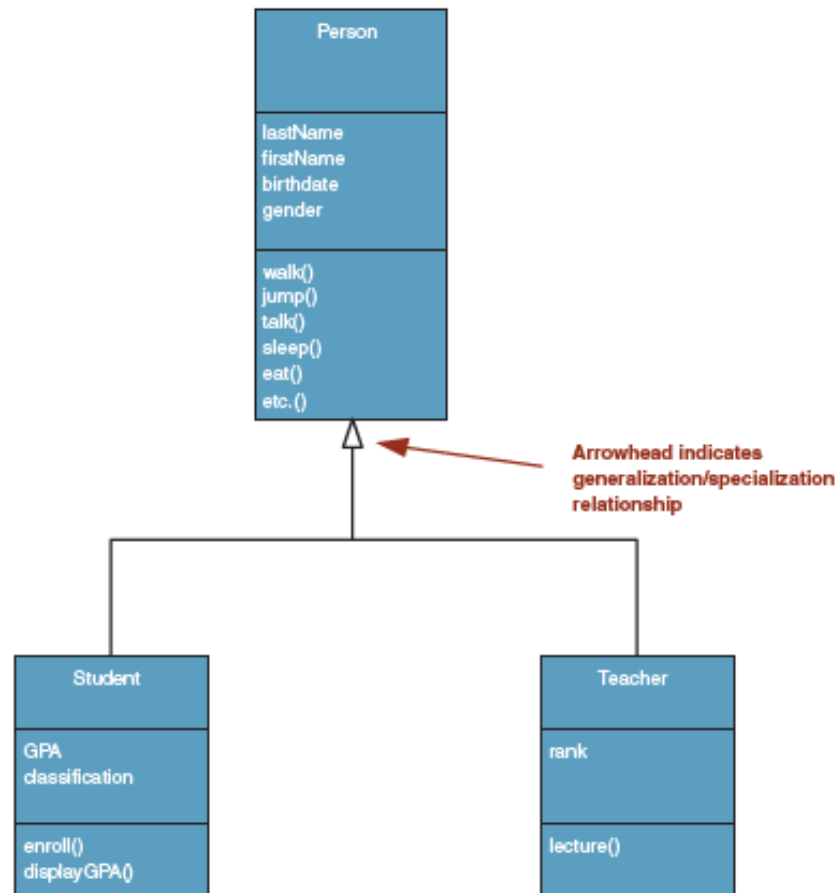 Person
lastName
firstName
birthdate
gender
walk()
jump()
talk()
sleep()
eat()
etc.()
Arrowhead indicates
generalization/specialization
relationship
Student
GPA
classification
enroll()
displayGPA()
Teacher
rank
lecture()